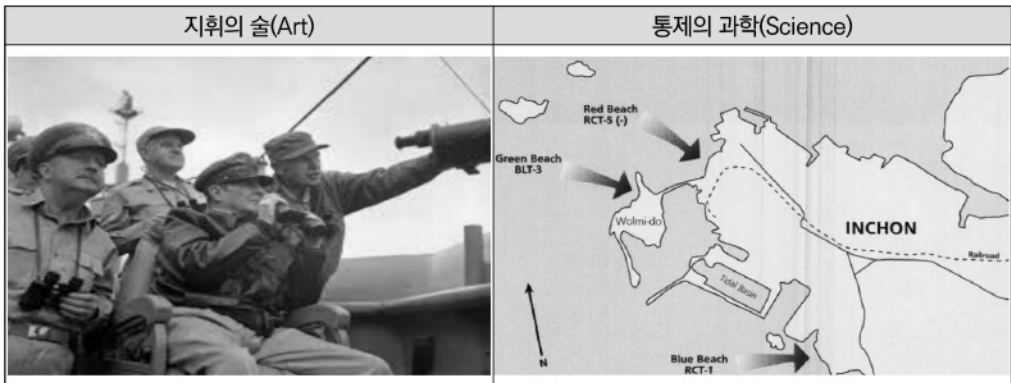 지휘의 술(Art)
통제의 과학(Science)
Red Beach
RCT-5 (-)
Green Beach
BLT-3
Wolmi-do
INCHON
Railroad
Tidal Basin
N
Blue Beach
RCT-1